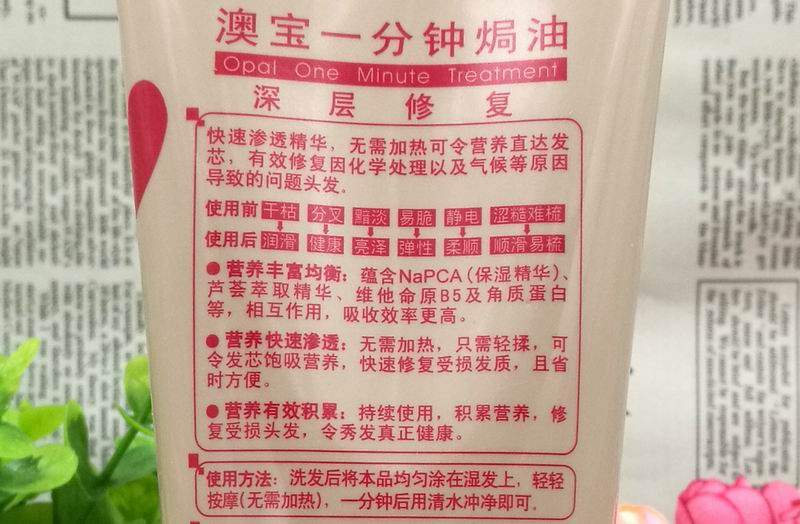 澳宝一分钟焗油
Opal One Minute Treatment
深层修复
快速渗透精华，无需加热可令营养直达发
芯，有效修复因化学处理以及气候等原因
导致的问题头发。
使用前 干枯 分叉 黯淡 易脆 静电 涩糙难梳
使用后 润滑 健康 亮泽 弹性 柔顺 顺滑易梳
● 营养丰富均衡：蕴含NaPCA（保湿精华）、
芦荟萃取精华、维他命原B5及角质蛋白
等，相互作用，吸收效率更高。
● 营养快速渗透：无需加热，只需轻揉，可
令发芯饱吸营养，快速修复受损发质，且省
时方便。
● 营养有效积累：持续使用，积累营养，修
复受损头发，令秀发真正健康。
使用方法：洗发后将本品均匀涂在湿发上，轻轻
按摩(无需加热)，一分钟后用清水冲净即可。